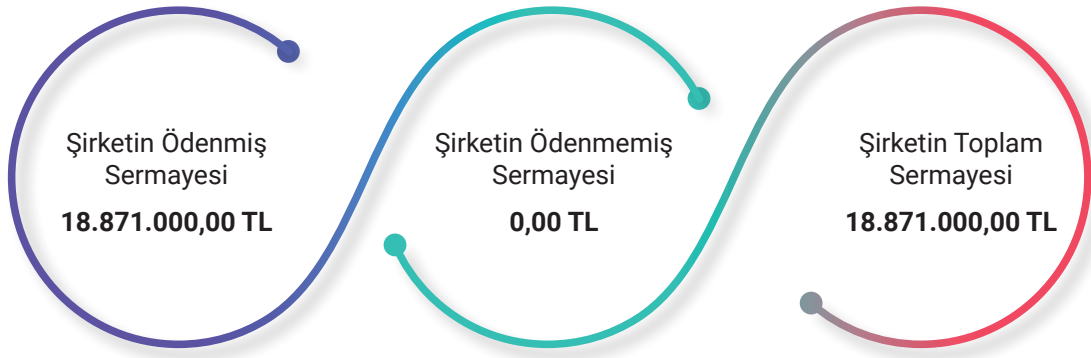 Şirketin Ödenmiş
Sermayesi
18.871.000,00 TL
Şirketin Ödenmemiş
Sermayesi
0,00 TL
Şirketin Toplam
Sermayesi
18.871.000,00 TL